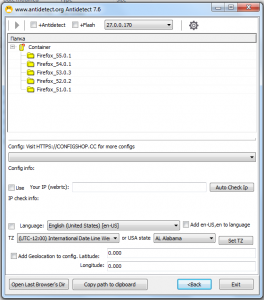 www.antidetect.org Antidetect 7.6
+Antidetect
+Flash
27.0.0.170
Папка
Container
Firefox_55.0.1
Firefox_54.0.1
Firefox_53.0.3
Firefox_52.0.2
Firefox_51.0.1
Config: Visit HTTPS://CONFIGSHOP.CC for more configs
Config info:
Use
Your IP (webrtc):
Auto Check Ip
IP check info:
Language:
English (United States) [en-US]
Add en-US,en to language
TZ
(UTC-12:00) International Date Line Wes
or USA state:
AL Alabama
Set TZ
Add Geolocation to config.
Latitude:
0.000
Longitude:
0.000
Open Last Browser's Dir
Copy path to clipboard
<Back
Exit